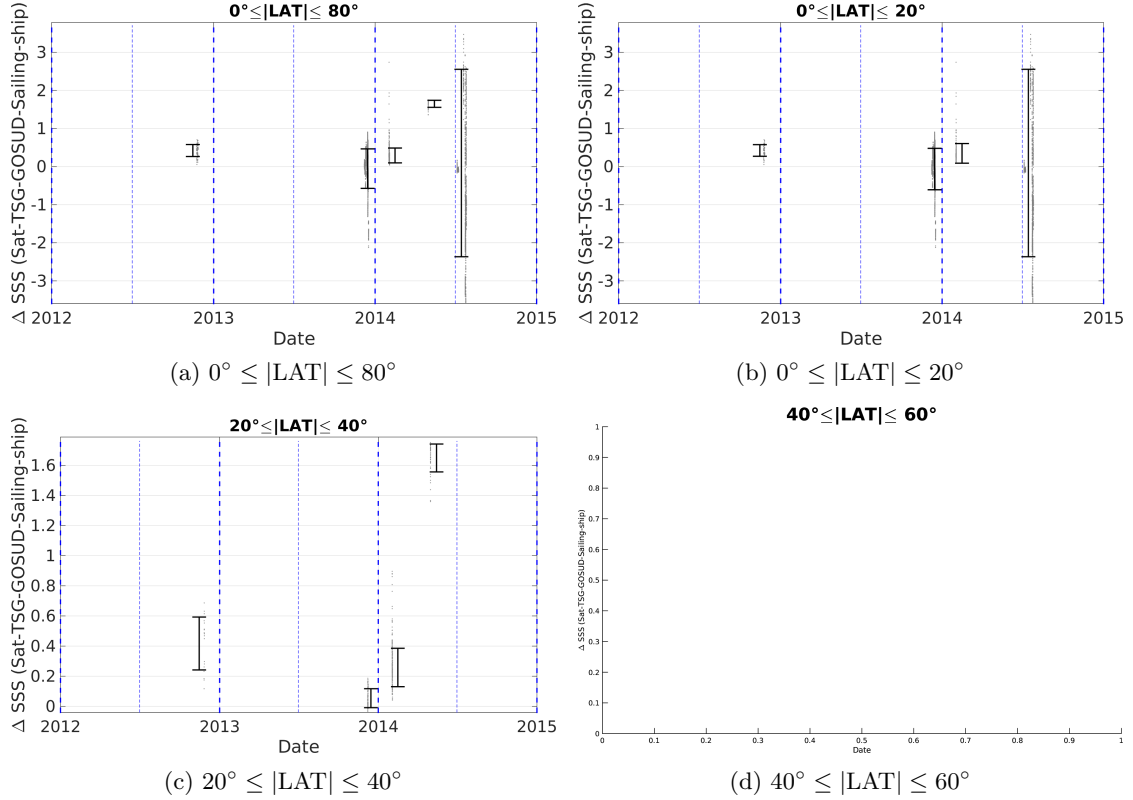 0°≤|LAT|≤ 80°
Δ SSS (Sat-TSG-GOSUD-Sailing-ship)
3
2
1
0
-1
-2
-3
2012 2013 2014 2015
Date
(a) 0° ≤ |LAT| ≤ 80°
0°≤|LAT|≤ 20°
Δ SSS (Sat-TSG-GOSUD-Sailing-ship)
3
2
1
0
-1
-2
-3
2012 2013 2014 2015
Date
(b) 0° ≤ |LAT| ≤ 20°
20°≤|LAT|≤ 40°
Δ SSS (Sat-TSG-GOSUD-Sailing-ship)
1.6
1.4
1.2
1
0.8
0.6
0.4
0.2
0
2012 2013 2014 2015
Date
(c) 20° ≤ |LAT| ≤ 40°
40°≤|LAT|≤ 60°
Δ SSS (Sat-TSG-GOSUD-Sailing-ship)
1
0.9
0.8
0.7
0.6
0.5
0.4
0.3
0.2
0.1
0
0 0.1 0.2 0.3 0.4 0.5 0.6 0.7 0.8 0.9 1
Date
(d) 40° ≤ |LAT| ≤ 60°